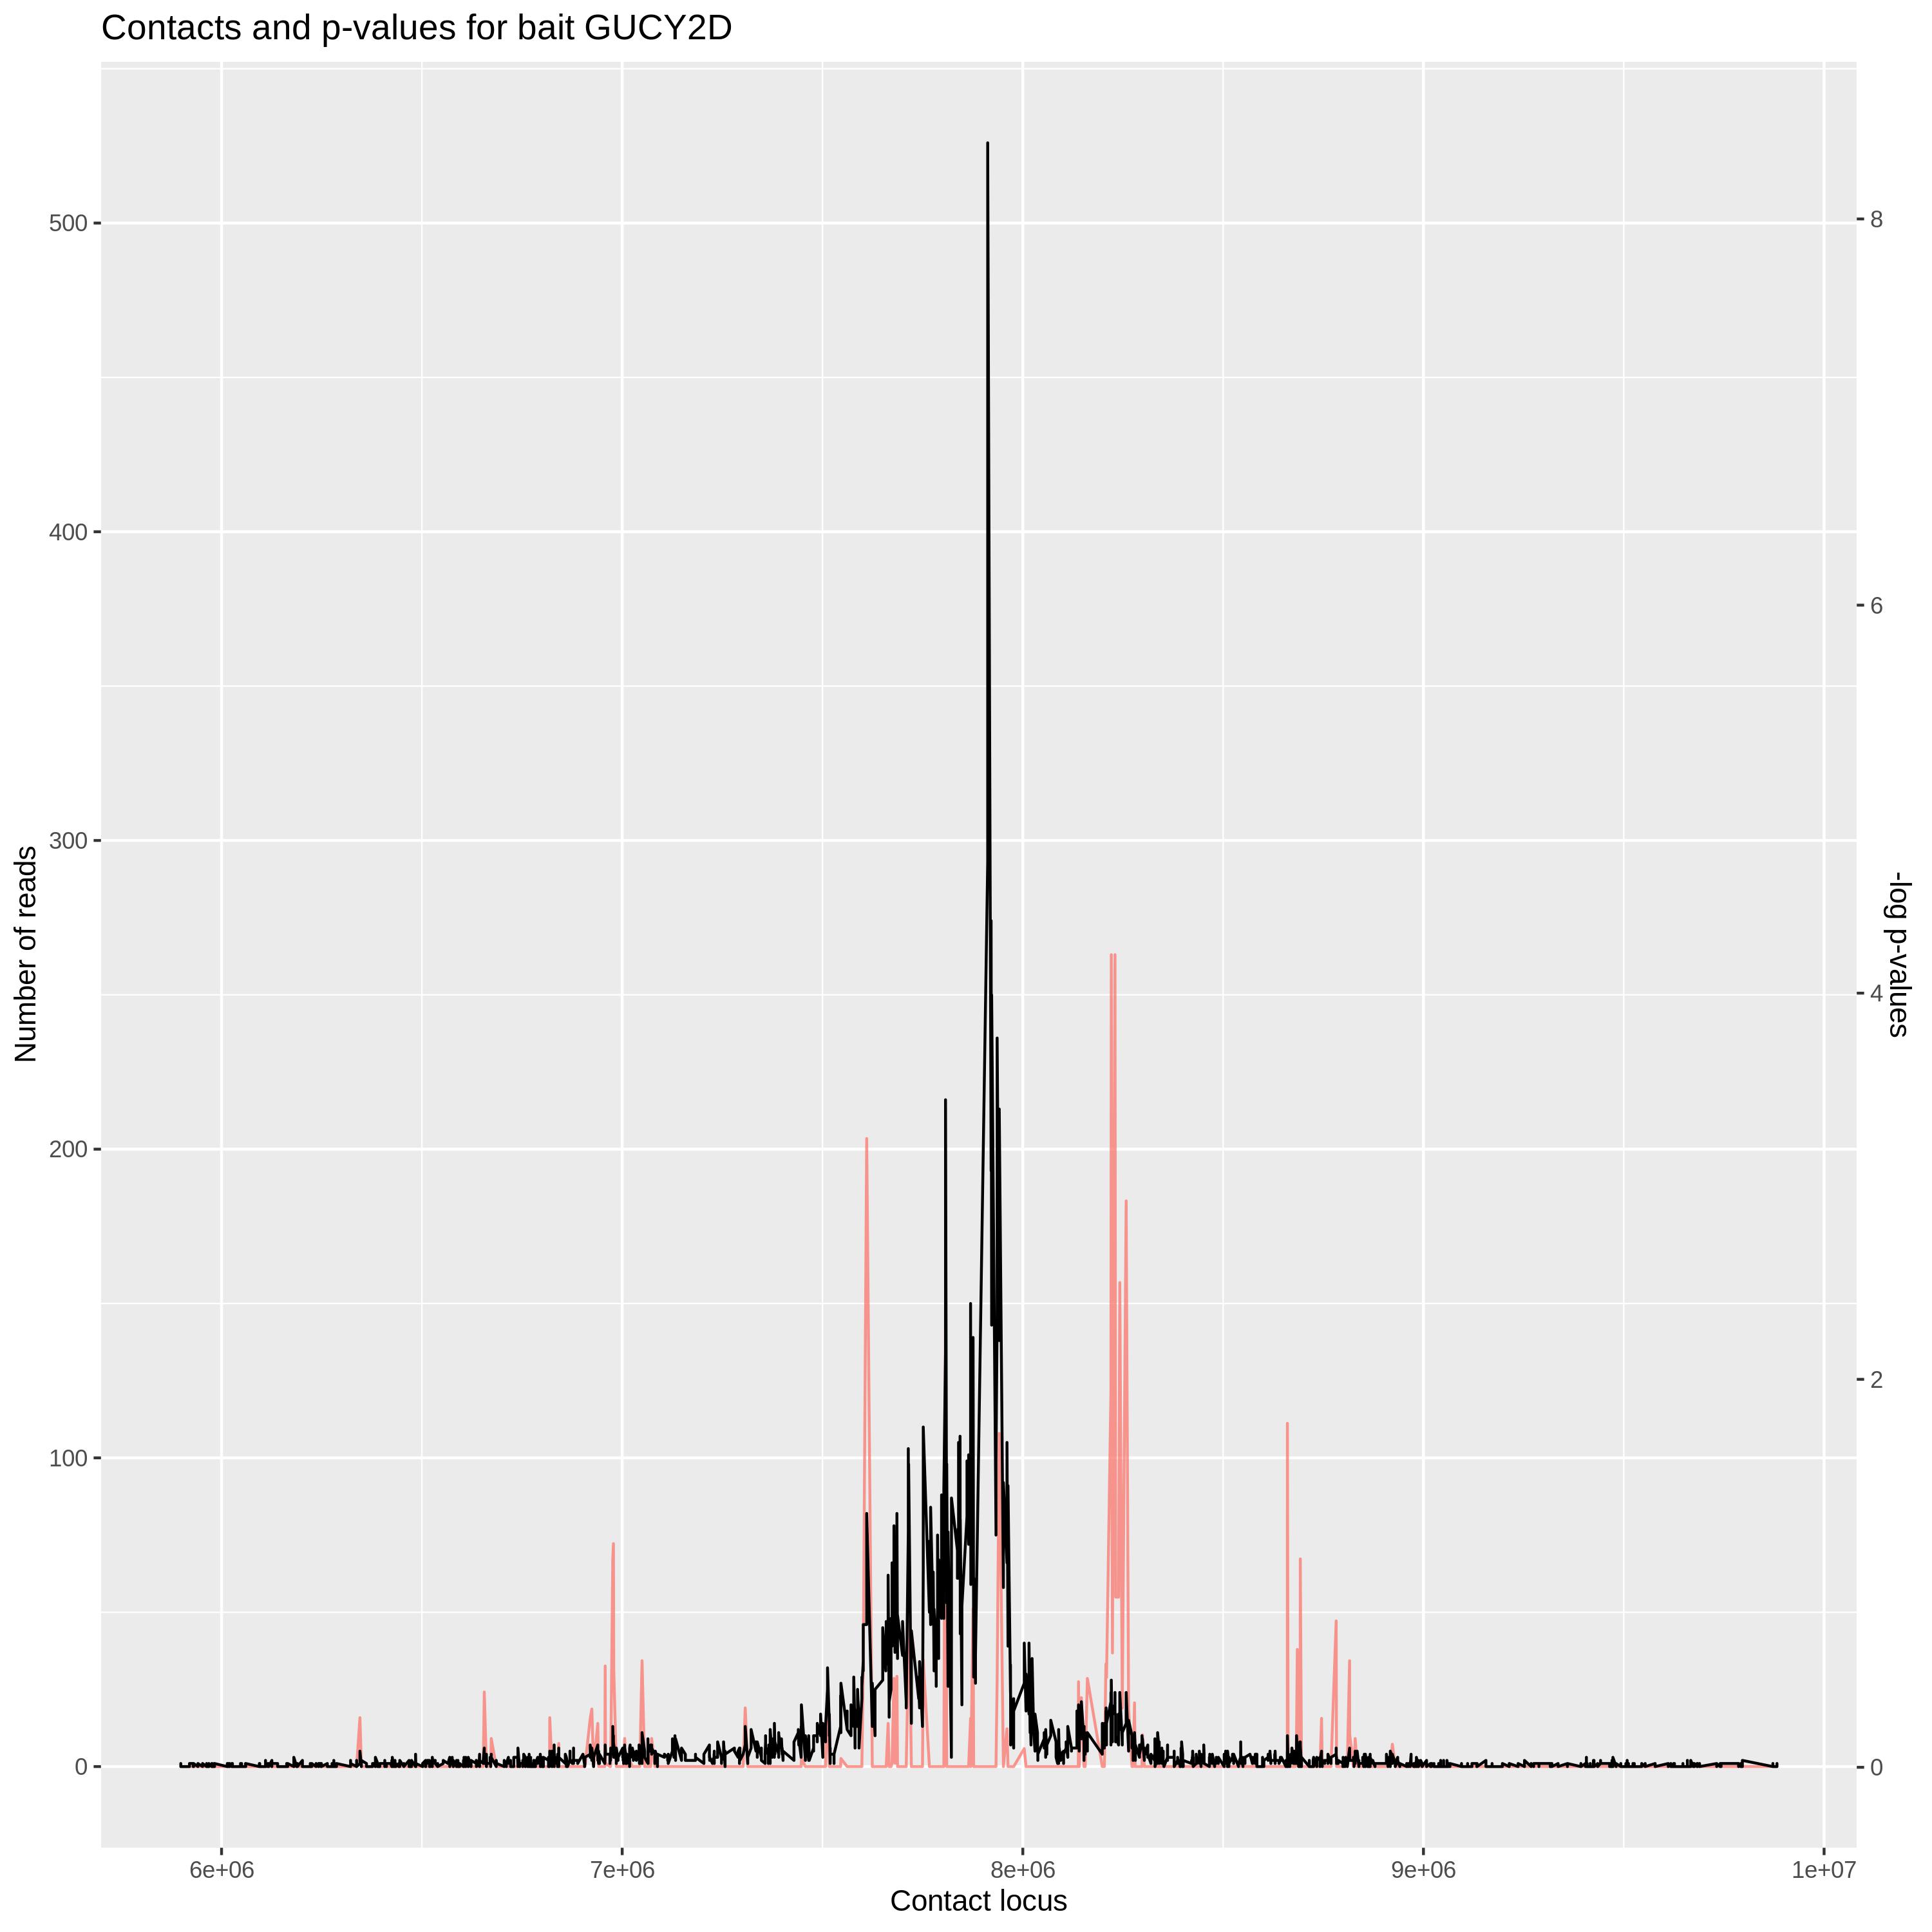 Contacts and p-values for bait GUCY2D
500
400
300
200
100
0
Number of reads
8
6
4
2
0
-log p-values
6e+06
7e+06
8e+06
9e+06
1e+07
Contact locus